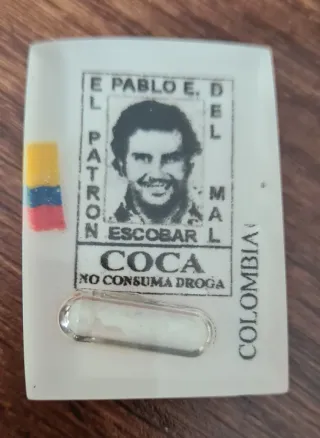 PABLO E.
EL PATRON
DEL MAL
ESCOBAR
COCA
NO CONSUMA DROGA
COLOMBIA